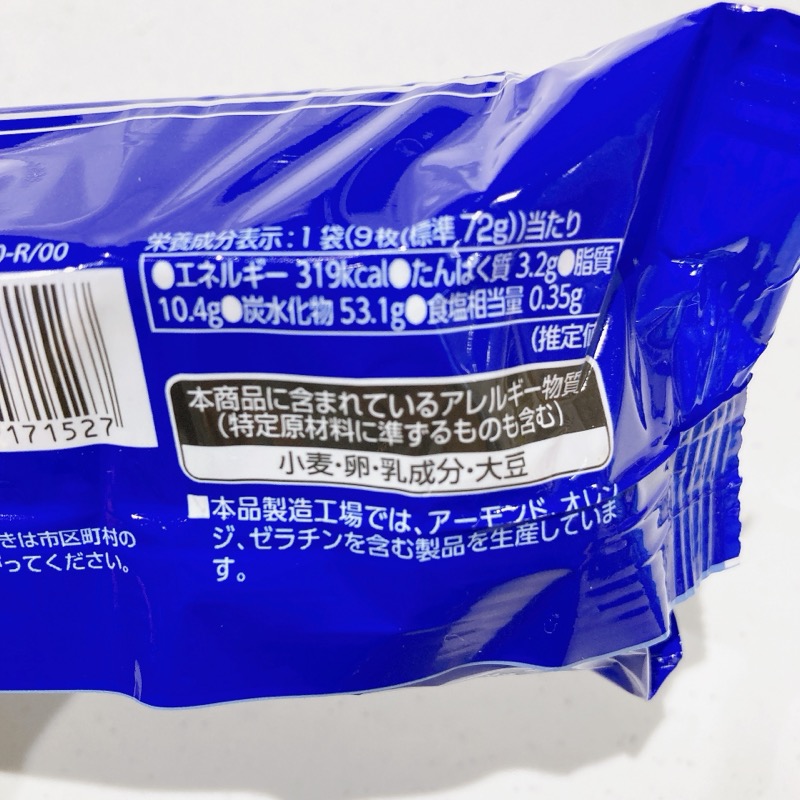 0-R/00
栄養成分表示:1 袋(9枚(標準 72g))当たり
●エネルギー 319kcal●たんぱく質 3.2g●脂質
10.4g●炭水化物 53.1g●食塩相当量 0.35g
(推定値
171527
本商品に含まれているアレルギー物質
(特定原材料に準ずるものも含む)
小麦・卵・乳成分・大豆
■本品製造工場では、アーモンド、オレン
ジ、ゼラチンを含む製品を生産していま
す。
きは市区町村の
がってください。